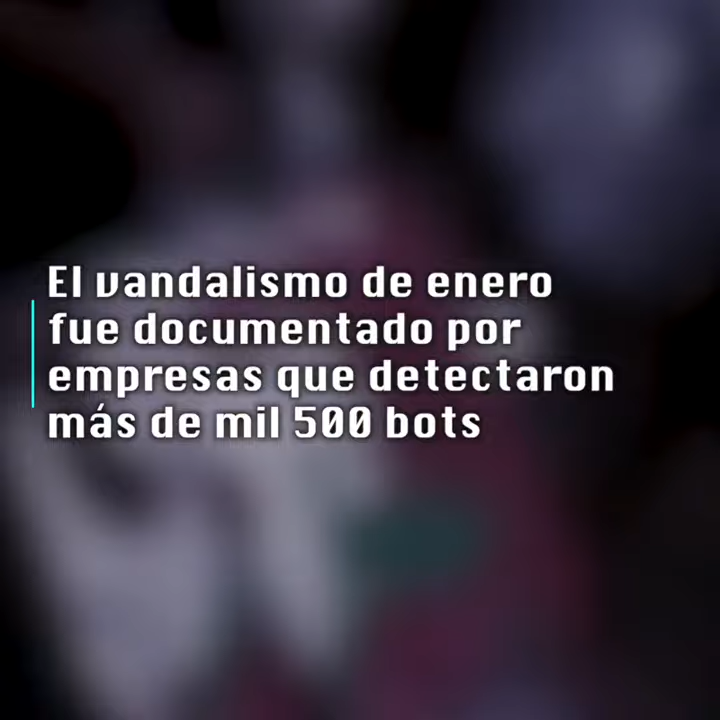 El vandalismo de enero
fue documentado por
empresas que detectaron
más de mil 500 bots